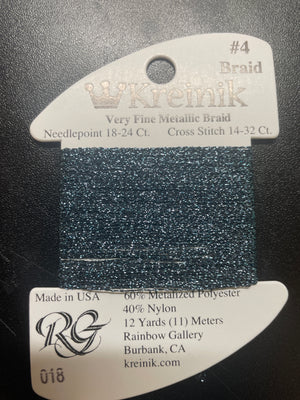 #4
Braid
Kreinik
Very Fine Metallic Braid
Needlepoint 18-24 Ct. Cross Stitch 14-32 Ct.
Made in USA 60% Metalized Polyester
40% Nylon
RG 12 Yards (11) Meters
Rainbow Gallery
Burbank, CA
018 kreinik.com